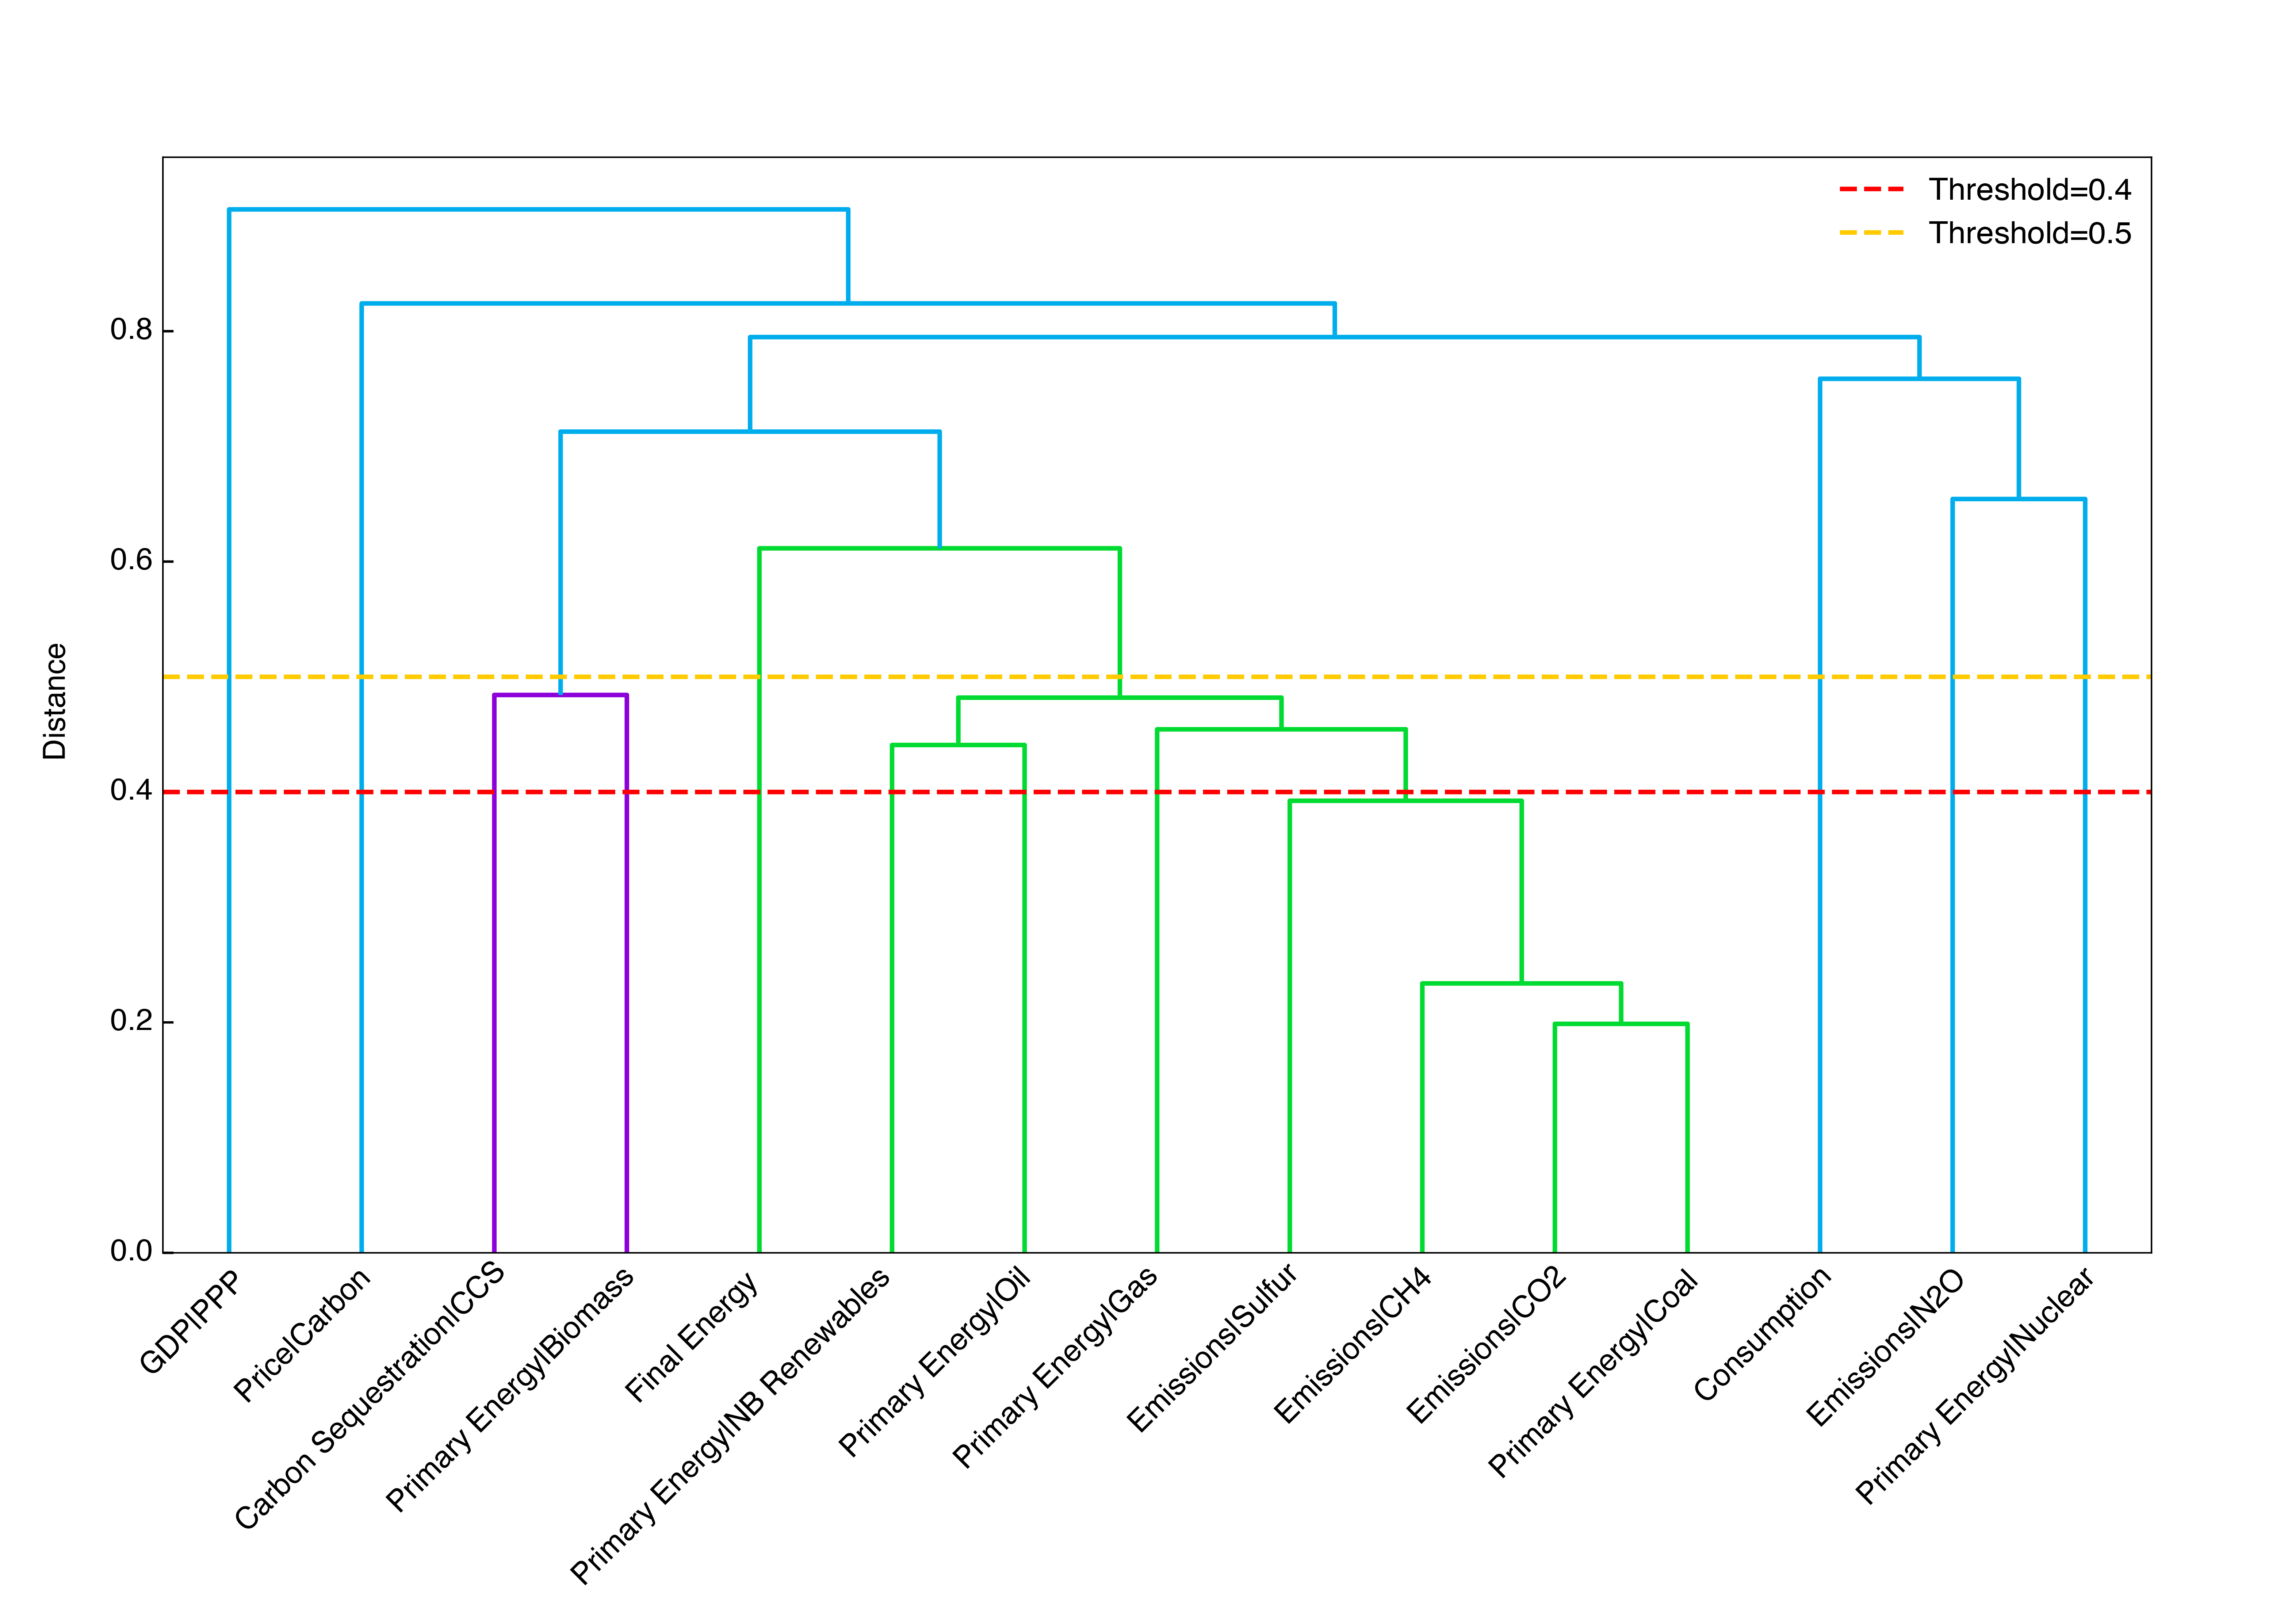 Threshold=0.4
Threshold=0.5
0.8
0.6
0.4
0.2
0.0
Distance
GDP|PPP
Price|Carbon
Carbon Sequestration|CCS
Primary Energy|Biomass
Final Energy
Primary Energy|NB Renewables
Primary Energy|Oil
Primary Energy|Gas
Emissions|Sulfur
Emissions|CH4
Emissions|CO2
Primary Energy|Coal
Consumption
Emissions|N2O
Primary Energy|Nuclear